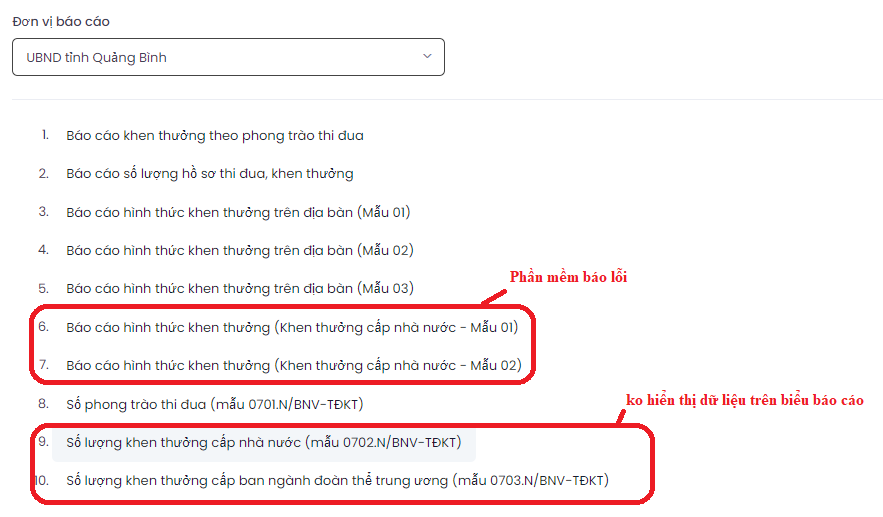 Đơn vị báo cáo
UBND tỉnh Quảng Bình
1. Báo cáo khen thưởng theo phong trào thi đua
2. Báo cáo số lượng hồ sơ thi đua, khen thưởng
3. Báo cáo hình thức khen thưởng trên địa bàn (Mẫu 01)
4. Báo cáo hình thức khen thưởng trên địa bàn (Mẫu 02)
5. Báo cáo hình thức khen thưởng trên địa bàn (Mẫu 03)
Phần mềm báo lỗi
6. Báo cáo hình thức khen thưởng (Khen thưởng cấp nhà nước - Mẫu 01)
7. Báo cáo hình thức khen thưởng (Khen thưởng cấp nhà nước - Mẫu 02)
8. Số phong trào thi đua (mẫu 0701.N/BNV-TĐKT)
ko hiển thị dữ liệu trên biểu báo cáo
9. Số lượng khen thưởng cấp nhà nước (mẫu 0702.N/BNV-TĐKT)
10. Số lượng khen thưởng cấp ban ngành đoàn thể trung ương (mẫu 0703.N/BNV-TĐKT)